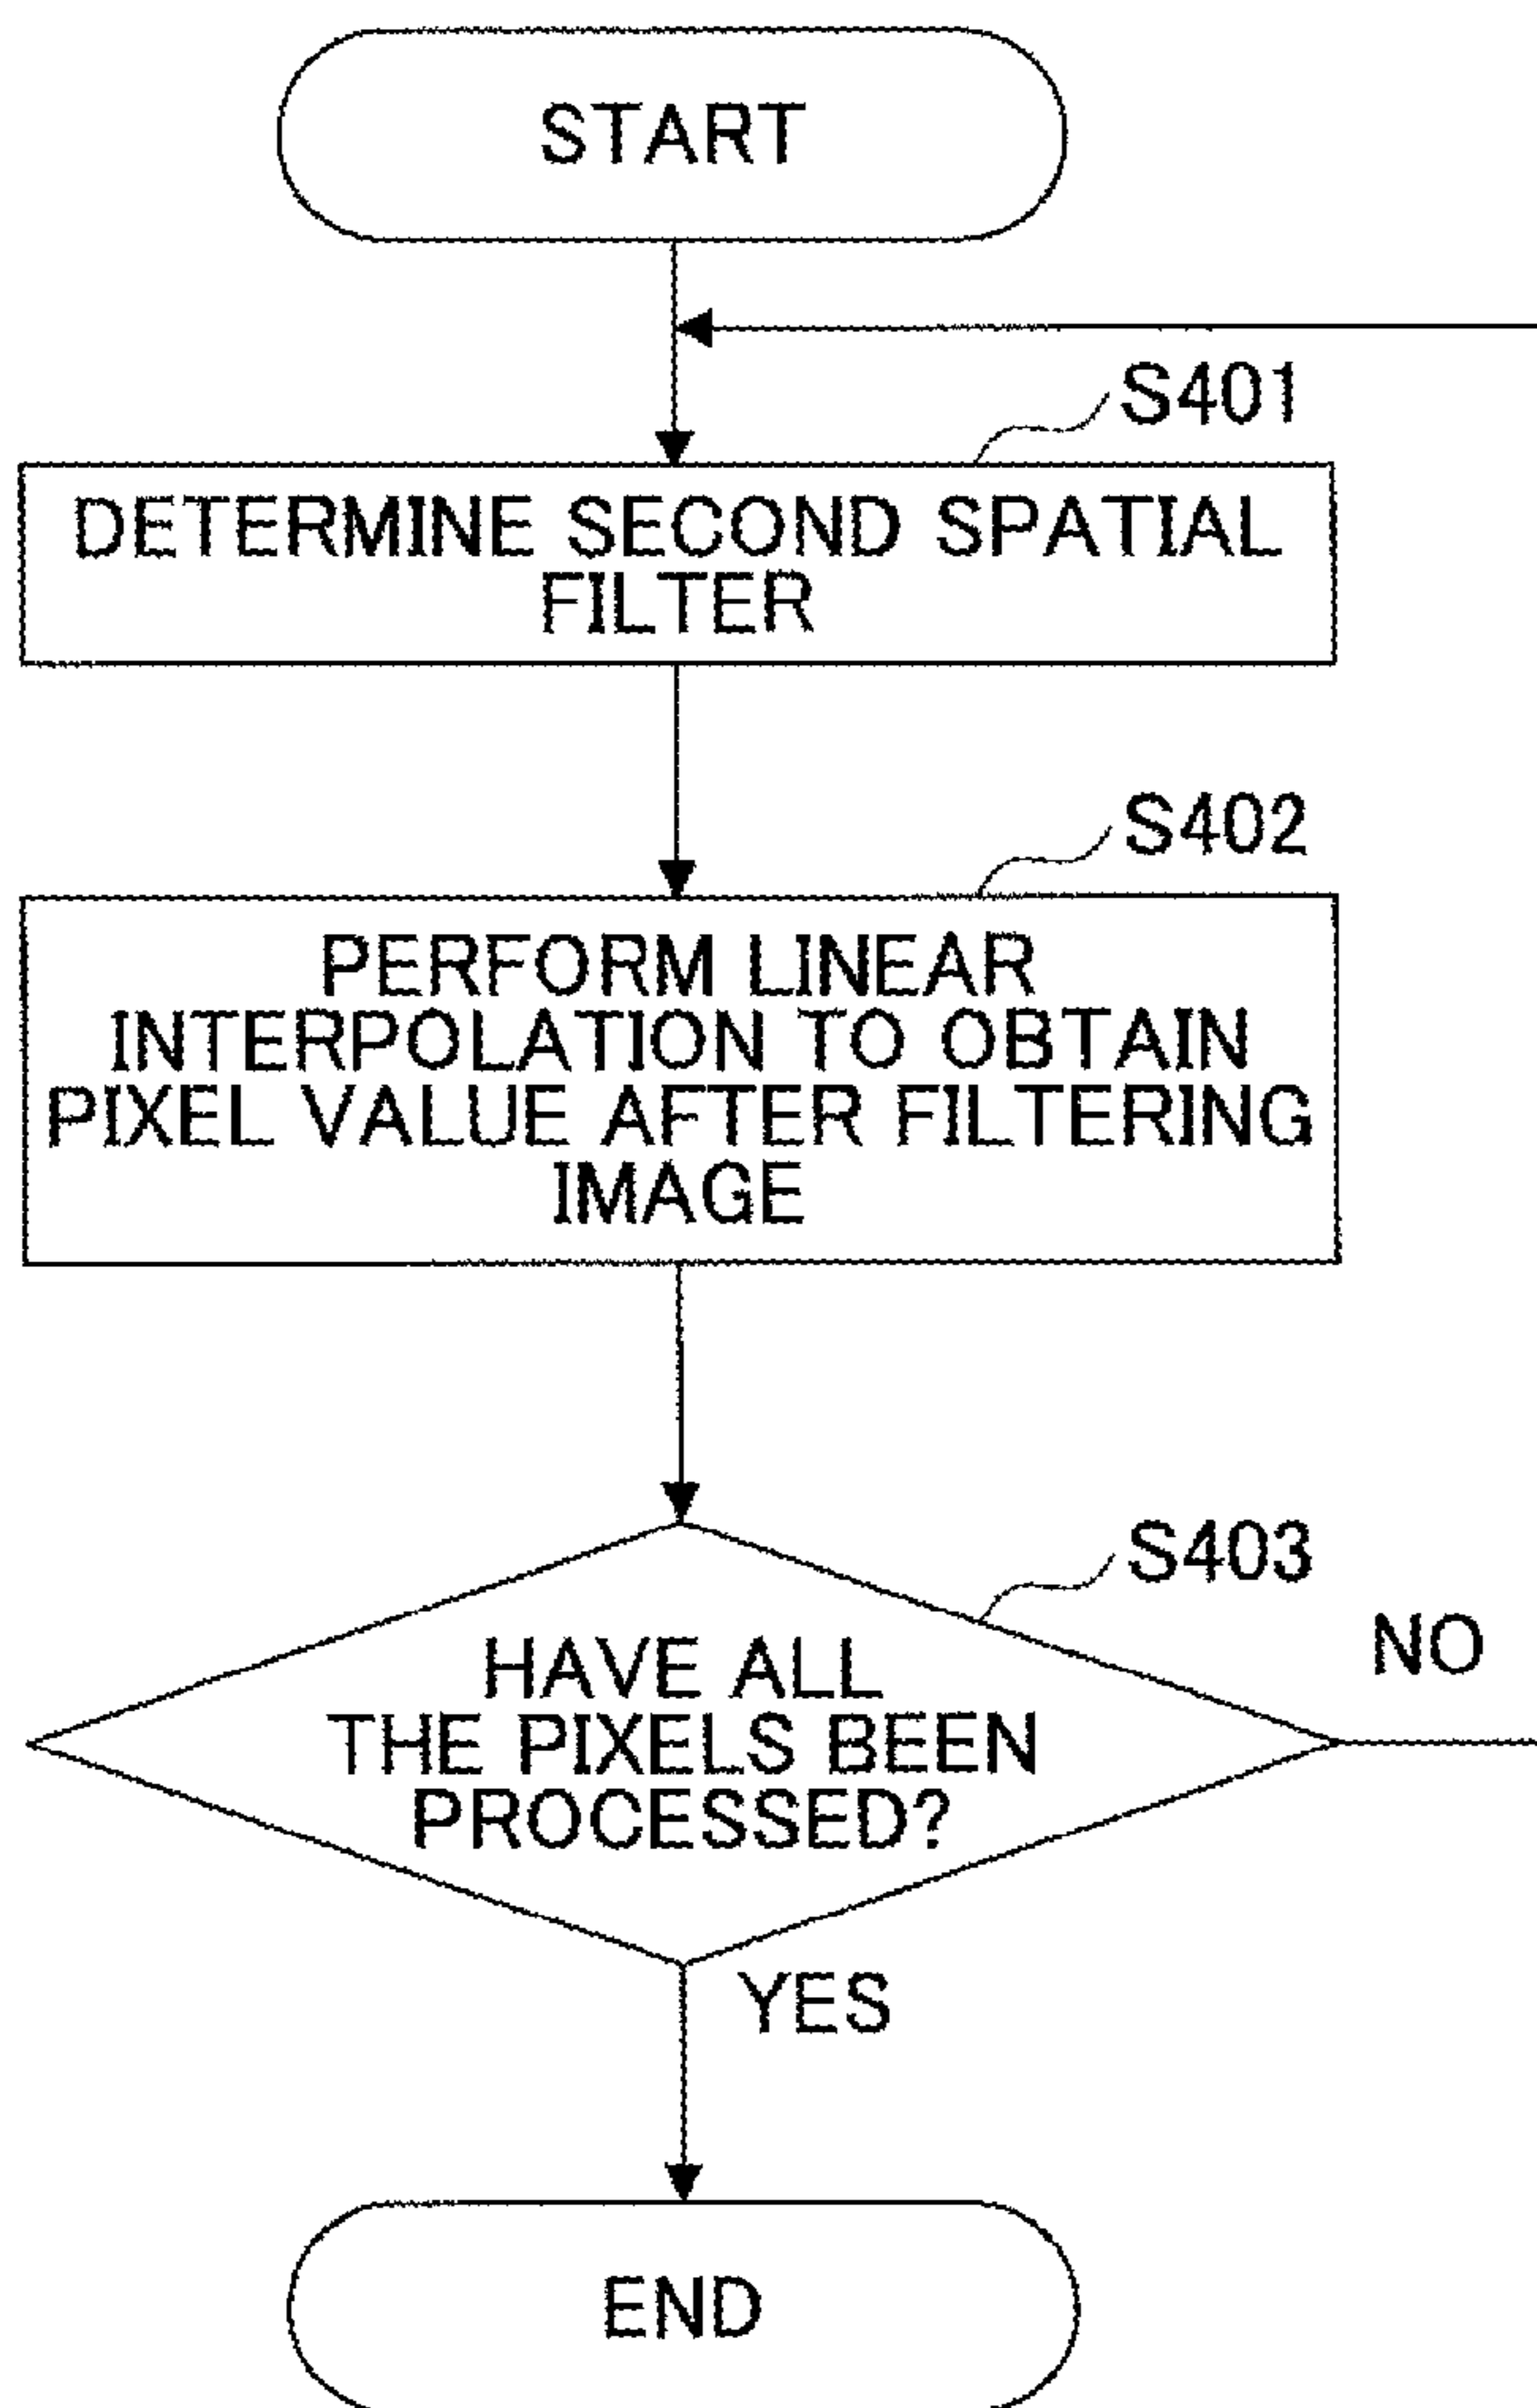 START
S401
DETERMINE SECOND SPATIAL
FILTER
S402
PERFORM LINEAR
INTERPOLATION TO OBTAIN
PIXEL VALUE AFTER FILTERING
IMAGE
S403
NO
HAVE ALL
THE PIXELS BEEN
PROCESSED?
YES
END